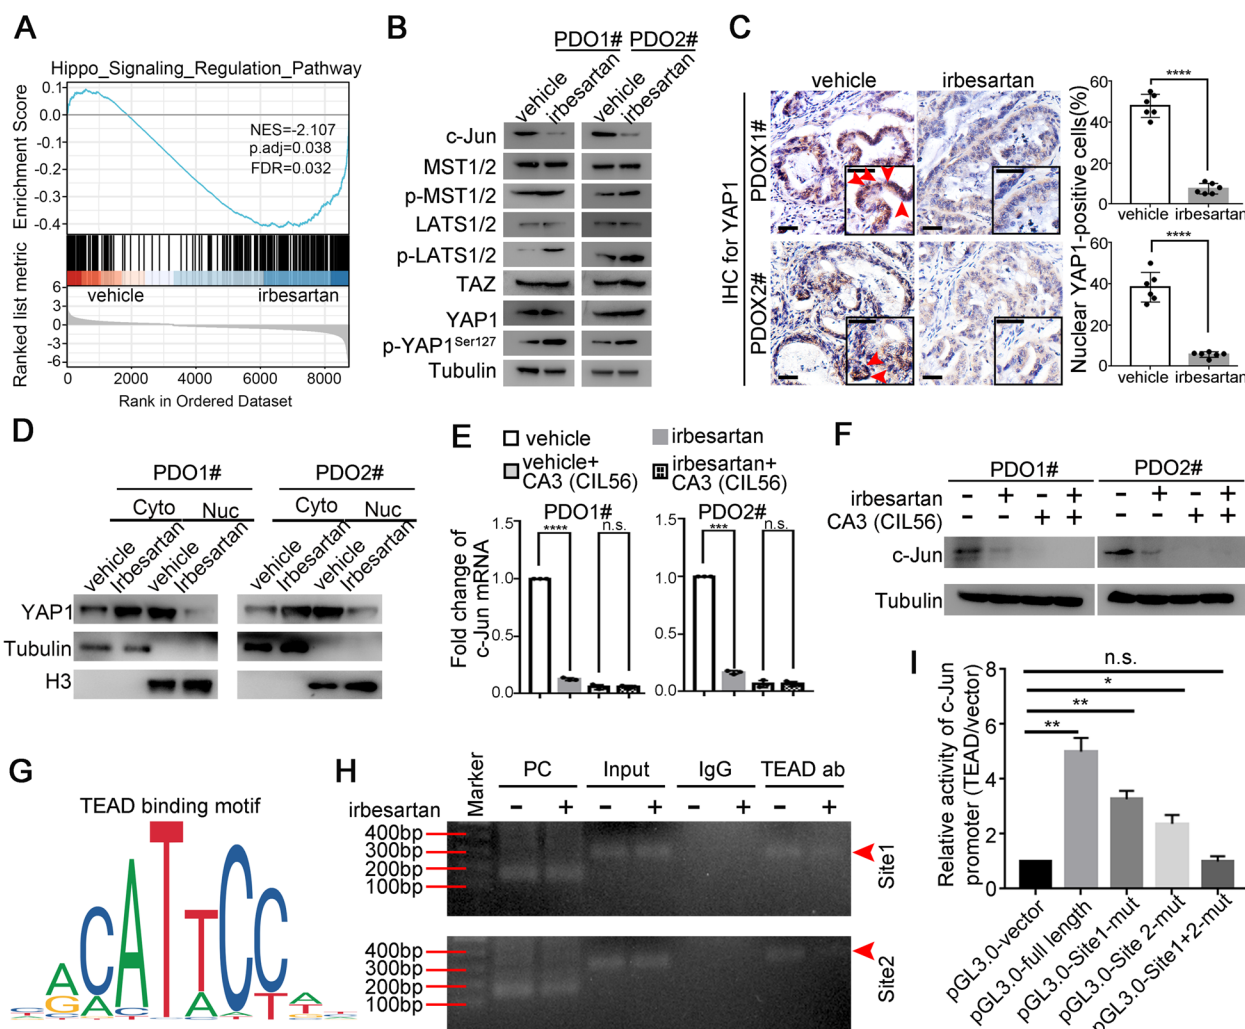 A
Hippo_Signaling_Regulation_Pathway
Enrichment Score
0.1
0.0
-0.1
-0.2
-0.3
-0.4
NES=-2.107
p.adj=0.038
FDR=0.032
Ranked list metric
vehicle
irbesartan
6
3
0
-3
-6
0
2000
4000
6000
8000
Rank in Ordered Dataset
B
PDO1#
PDO2#
vehicle
irbesartan
vehicle
irbesartan
c-Jun
MST1/2
p-MST1/2
LATS1/2
p-LATS1/2
TAZ
YAP1
p-YAP1Ser127
Tubulin
C
vehicle
irbesartan
IHC for YAP1
PDOX1#
PDOX2#
Nuclear YAP1-positive cells(%)
60
40
20
0
****
vehicle
irbesartan
60
40
20
0
****
vehicle
irbesartan
D
PDO1#
PDO2#
Cyto
Nuc
Cyto
Nuc
vehicle
Irbesartan
vehicle
Irbesartan
vehicle
Irbesartan
vehicle
Irbesartan
YAP1
Tubulin
H3
E
vehicle
irbesartan
vehicle+
CA3 (CIL56)
irbesartan+
CA3 (CIL56)
Fold change of
c-Jun mRNA
PDO1#
1.5
1.0
0.5
0.0
****
n.s.
PDO2#
1.5
1.0
0.5
0.0
***
n.s.
F
PDO1#
PDO2#
irbesartan - + - + - + - +
CA3 (CIL56) - - + + - - + +
c-Jun
Tubulin
G
TEAD binding motif
H
Marker
PC
Input
IgG
TEAD ab
irbesartan - + - + - + - +
400bp
300bp
200bp
100bp
Site1
400bp
300bp
200bp
100bp
Site2
I
Relative activity of c-Jun
promoter (TEAD/vector)
8
6
4
2
0
n.s.
*
**
**
pGL3.0-vector
pGL3.0-full length
pGL3.0-Site1-mut
pGL3.0-Site 2-mut
pGL3.0-Site1+2-mut